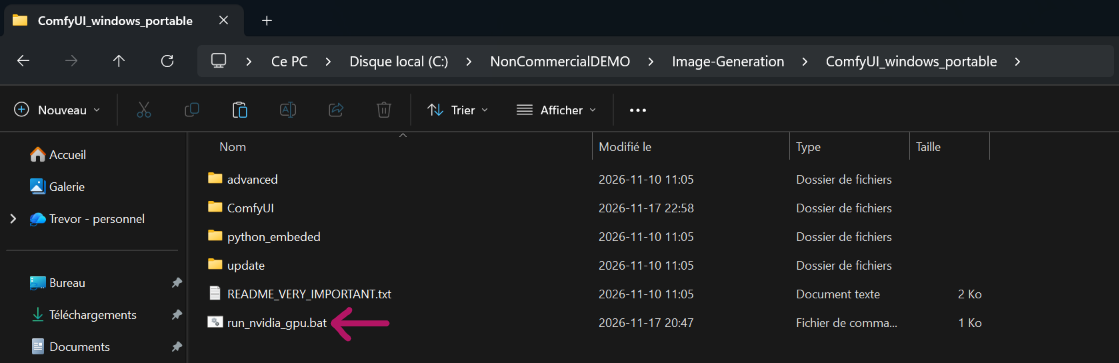 ComfyUI_windows_portable
Ce PC > Disque local (C:) > NonCommercialDEMO > Image-Generation > ComfyUI_windows_portable >
Nouveau Trier Afficher
Accueil
Galerie
Trevor - personnel
Bureau
Téléchargements
Documents
Nom Modifié le Type Taille
advanced 2026-11-10 11:05 Dossier de fichiers
ComfyUI 2026-11-17 22:58 Dossier de fichiers
python_embeded 2026-11-10 11:05 Dossier de fichiers
update 2026-11-10 11:05 Dossier de fichiers
README_VERY_IMPORTANT.txt 2026-11-10 11:05 Document texte 2 Ko
run_nvidia_gpu.bat 2026-11-17 20:47 Fichier de comma... 1 Ko